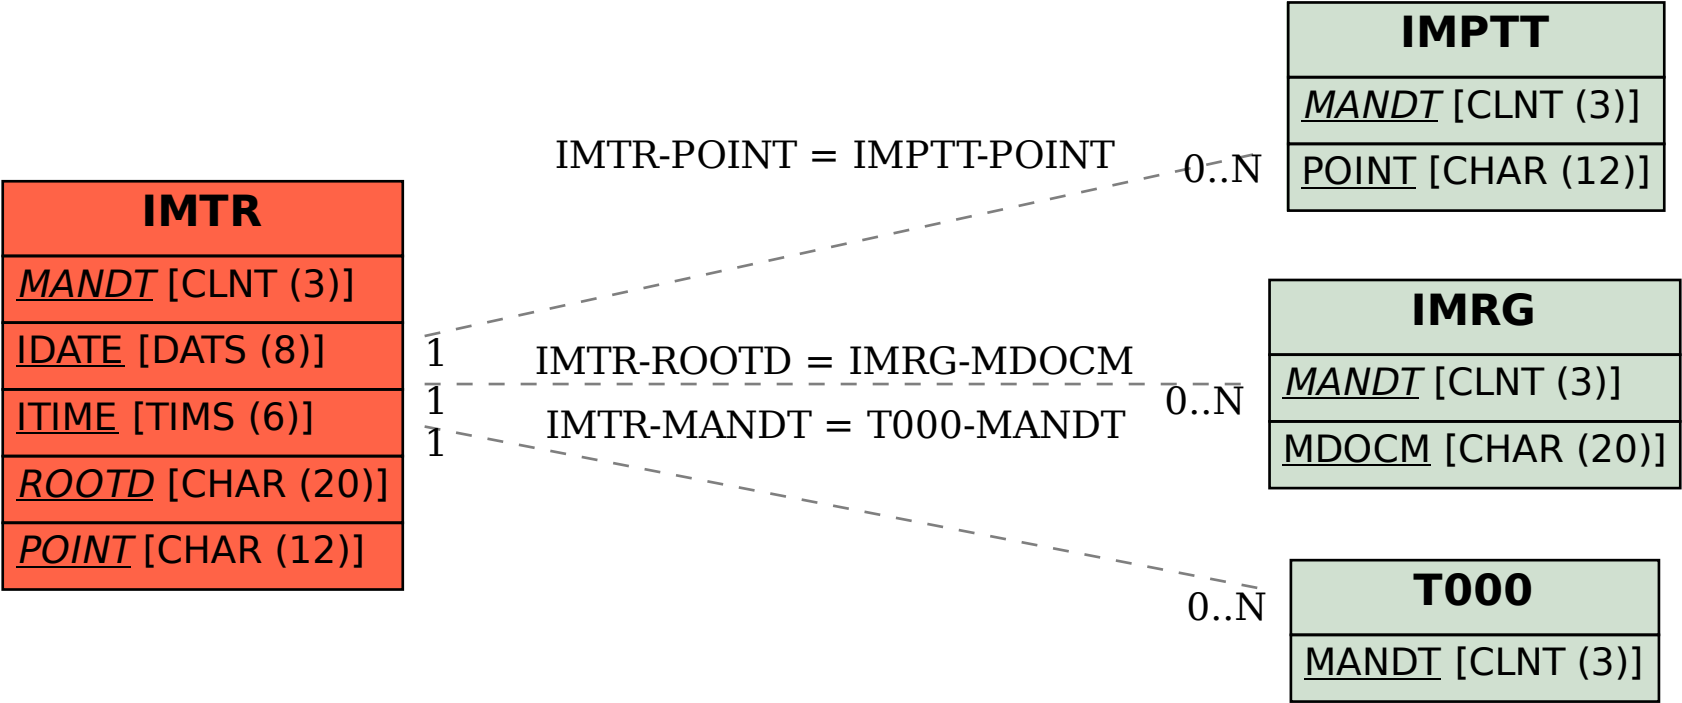 IMTR
MANDT [CLNT (3)]
IDATE [DATS (8)]
ITIME [TIMS (6)]
ROOTD [CHAR (20)]
POINT [CHAR (12)]
IMTR-POINT = IMPTT-POINT
0..N
1
IMTR-ROOTD = IMRG-MDOCM
1
0..N
IMTR-MANDT = T000-MANDT
1
0..N
IMPTT
MANDT [CLNT (3)]
POINT [CHAR (12)]
IMRG
MANDT [CLNT (3)]
MDOCM [CHAR (20)]
T000
MANDT [CLNT (3)]